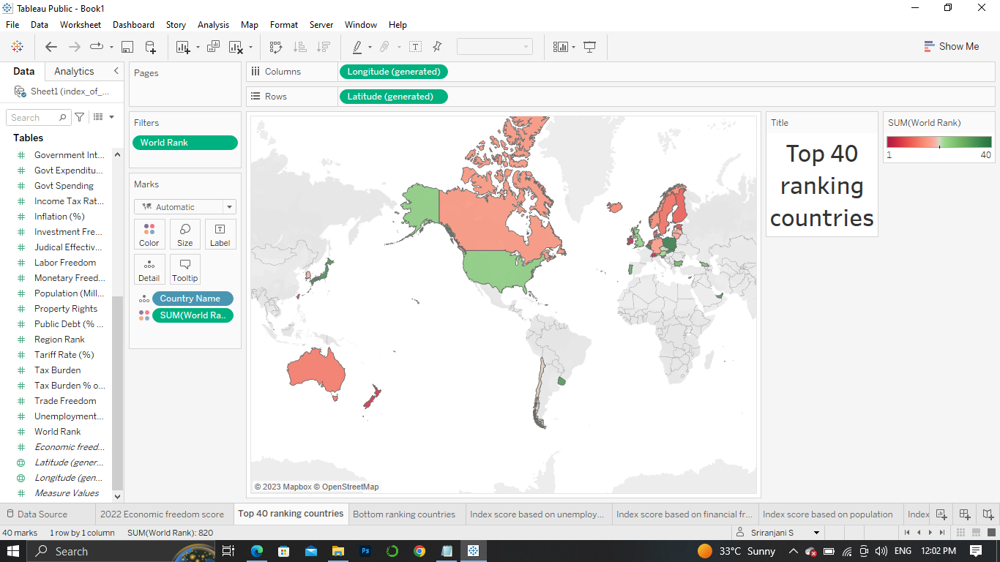 Tableau Public - Book1
File Data Worksheet Dashboard Story Analysis Map Format Server Window Help
Show Me
Data Analytics
Sheet1 (index_of_...
Search
Tables
Government Int...
Govt Expenditu...
Govt Spending
Income Tax Rat...
Inflation (%)
Investment Fre...
Judical Effectiv...
Labor Freedom
Monetary Freed...
Population (Mill...
Property Rights
Public Debt (% ...
Region Rank
Tariff Rate (%)
Tax Burden
Tax Burden % o...
Trade Freedom
Unemployment...
World Rank
Economic freed...
Latitude (gener...
Longitude (gen...
Measure Values
Pages
Filters
World Rank
Marks
Automatic
Color Size Label
Detail Tooltip
Country Name
SUM(World Ra..
Columns Longitude (generated)
Rows Latitude (generated)
© 2023 Mapbox © OpenStreetMap
Title
Top 40
ranking
countries
SUM(World Rank)
1 40
Data Source 2022 Economic freedom score Top 40 ranking countries Bottom ranking countries Index score based on unemploy... Index score based on financial fr... Index score based on population Index
40 marks 1 row by 1 column SUM(World Rank): 820 Sriranjani S
Search Ps 33°C Sunny ENG 12:02 PM